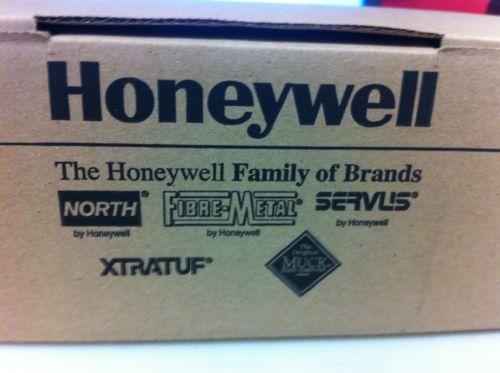 Honeywell
The Honeywell Family of Brands
NORTH® FIBRE-METAL® SERVUS®
by Honeywell by Honeywell by Honeywell
XTRATUF®
The
Original
MUCK
BOOT COMPANY